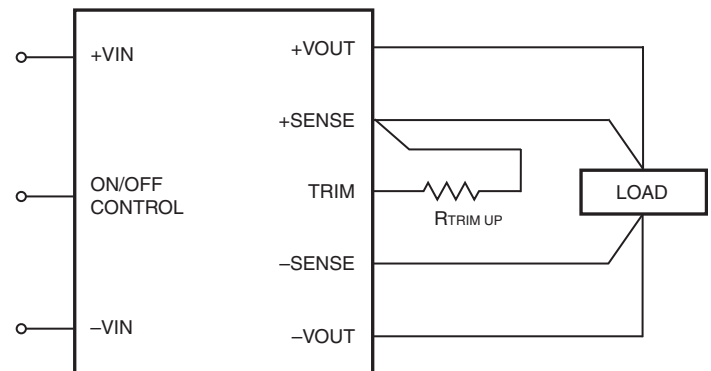 +VIN
ON/OFF
CONTROL
–VIN
+VOUT
+SENSE
TRIM
–SENSE
–VOUT
RTRIM UP
LOAD